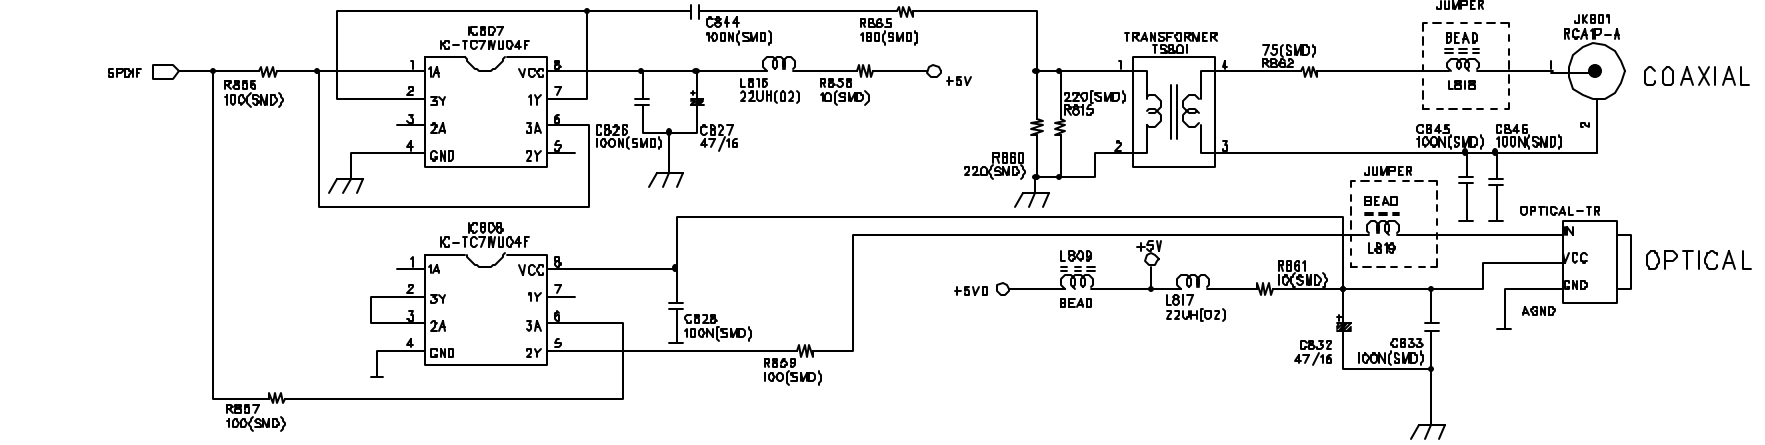 JUMPER
JK801
RCA1P-A
C844
100N(SMD)
R865
180(SMD)
IC807
IC-TC7WU04F
TRANSFORMER
TS801
75(SMD)
R862
BEAD
L818
SPDIF
R866
100(SMD)
1 1A VCC 8
2 3Y 1Y 7
3 2A 3A 6
4 GND 2Y 5
L816
22UH(02)
R858
10(SMD)
+5V
C826
100N(SMD)
C827
47/16
220(SMD)
R815
R860
220(SMD)
1
2
4
3
1
2
COAXIAL
C845
100N(SMD)
C846
100N(SMD)
JUMPER
BEAD
L819
OPTICAL-TR
IN
VCC
GND
OPTICAL
AGND
IC808
IC-TC7WU04F
1 1A VCC 8
2 3Y 1Y 7
3 2A 3A 6
4 GND 2Y 5
C828
100N(SMD)
+5VD
L809
BEAD
+5V
L817
22UH(02)
R861
10(SMD)
C832
47/16
C833
100N(SMD)
R869
100(SMD)
R867
100(SMD)